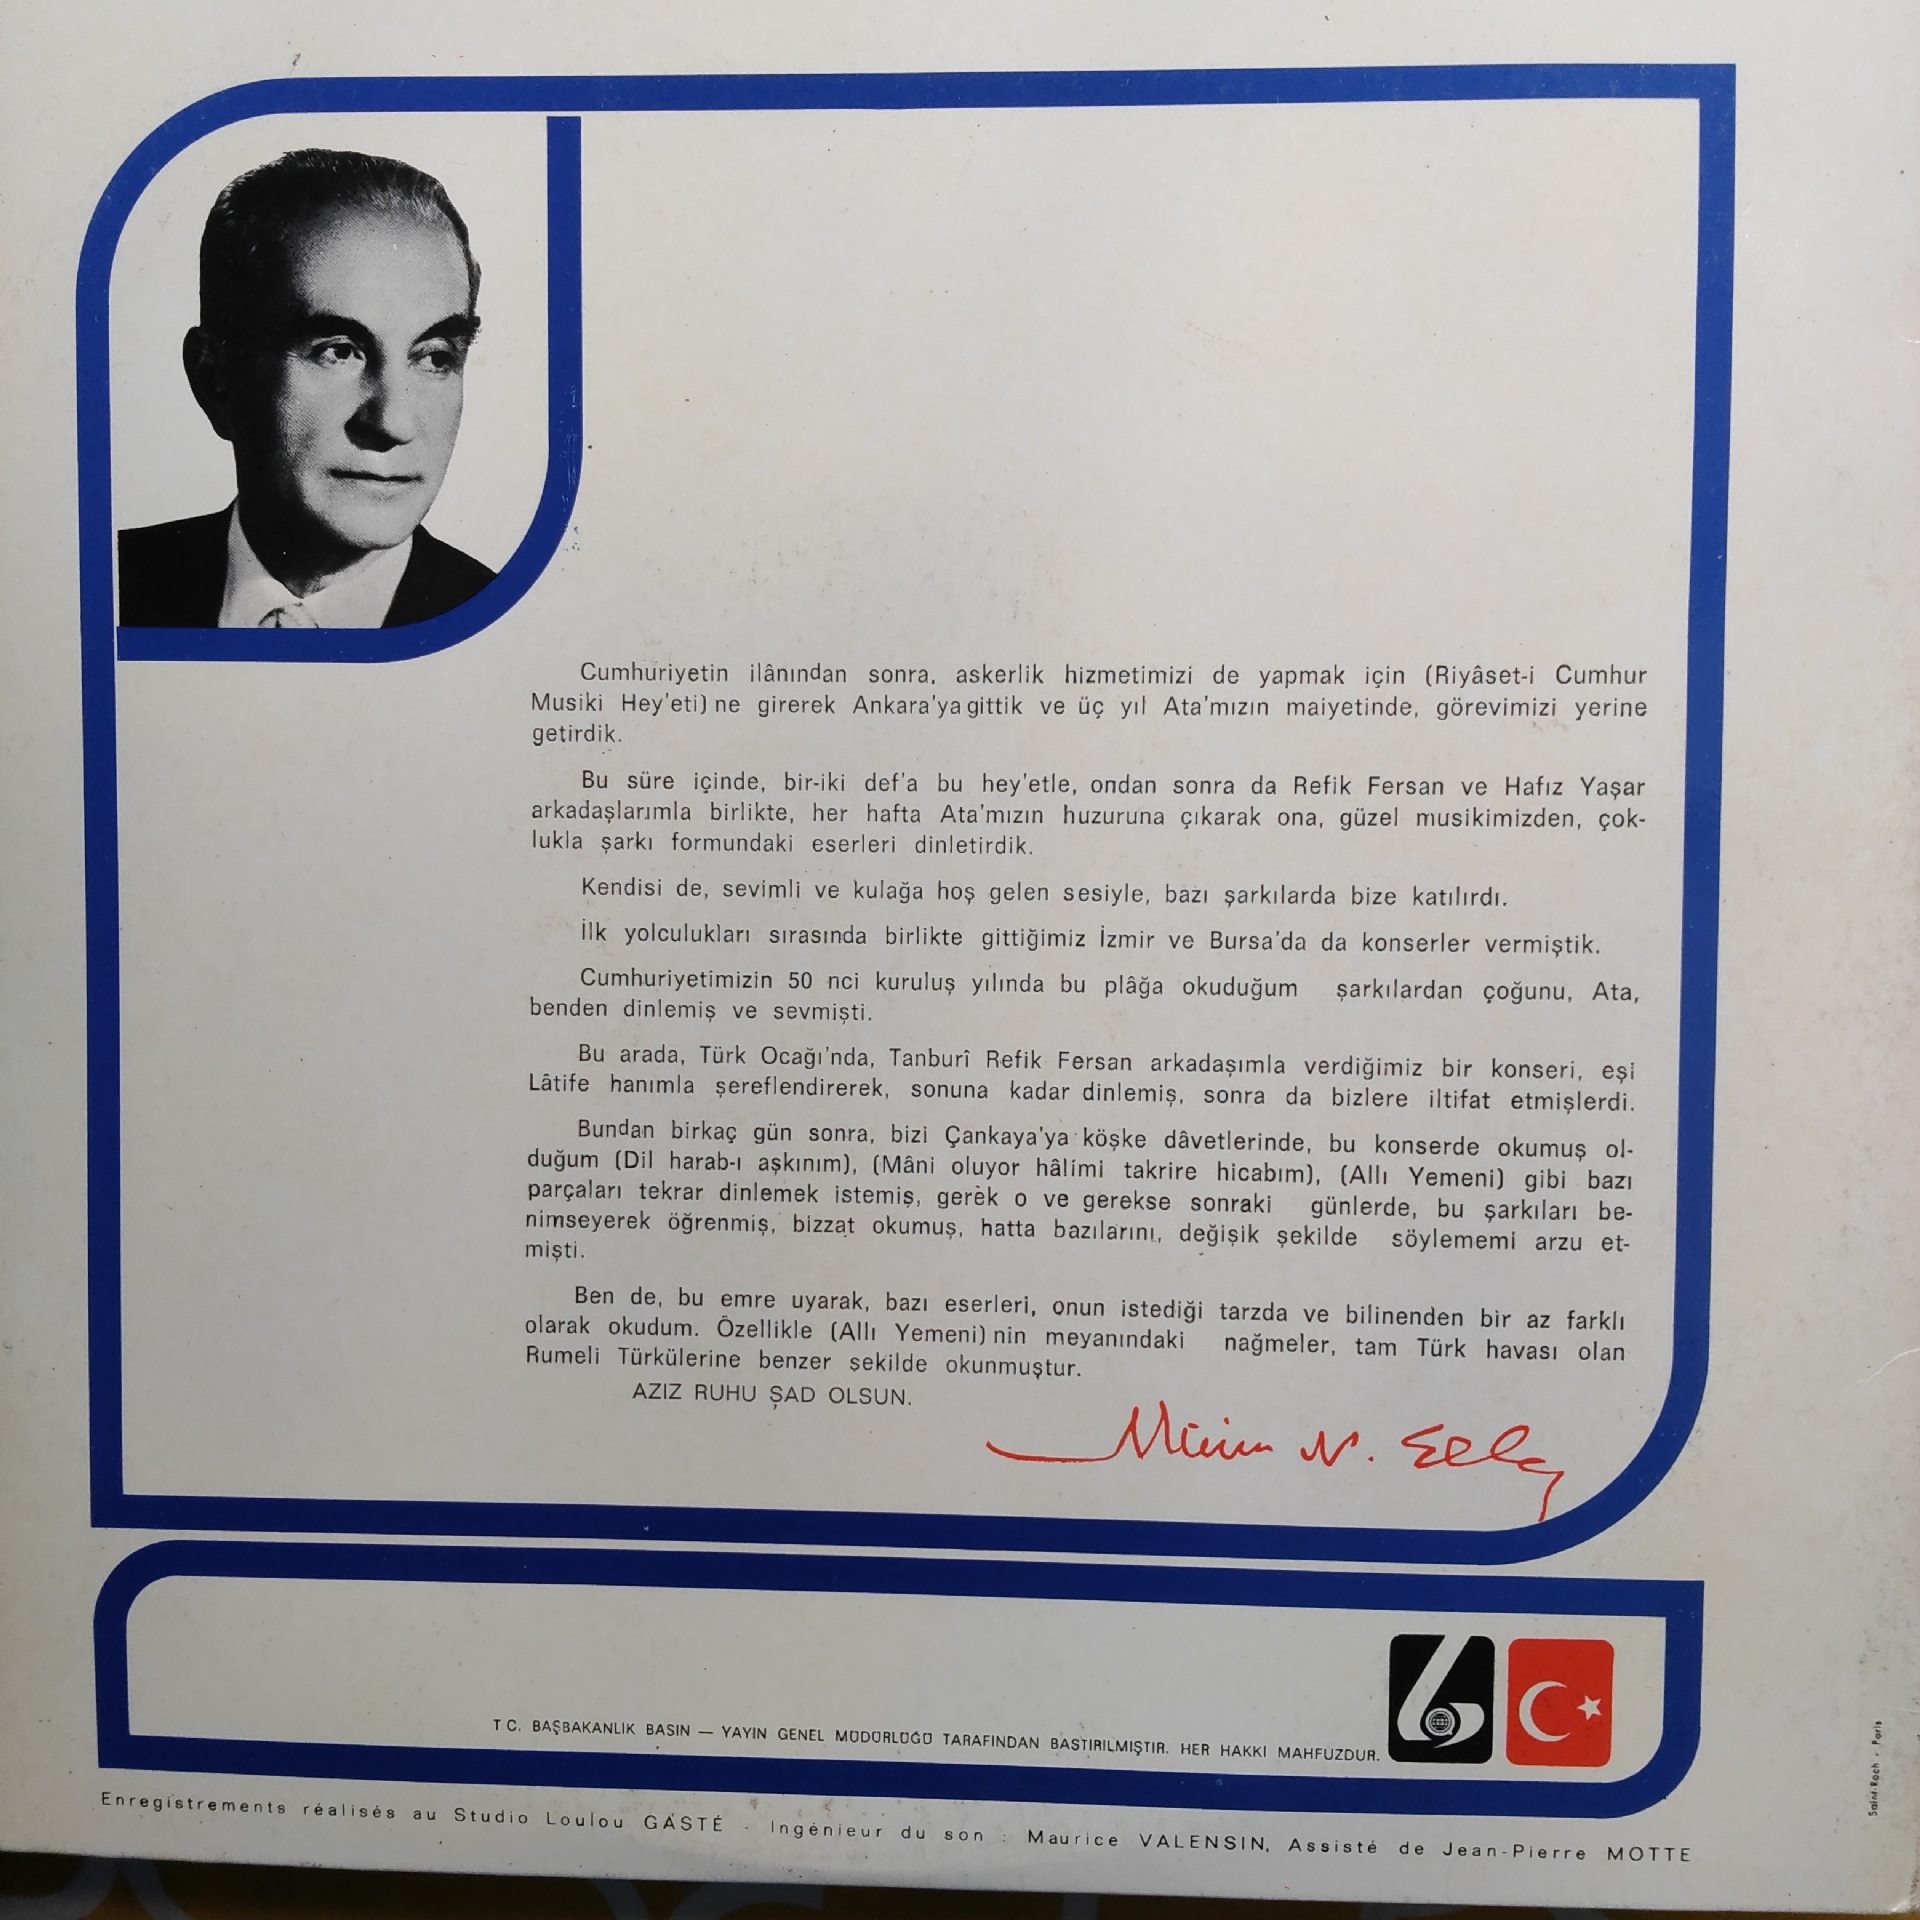 Cumhuriyetin ilânından sonra, askerlik hizmetimizi de yapmak için (Riyâset-i Cumhur
Musiki Hey'eti) ne girerek Ankara'ya gittik ve üç yıl Ata'mızın maiyetinde, görevimizi yerine
getirdik.
Bu süre içinde, bir-iki def'a bu hey'etle, ondan sonra da Refik Fersan ve Hafız Yaşar
arkadaşlarımla birlikte, her hafta Ata'mızın huzuruna çıkarak ona, güzel musikimizden, çok-
lukla şarkı formundaki eserleri dinletirdik.
Kendisi de, sevimli ve kulağa hoş gelen sesiyle, bazı şarkılarda bize katılırdı.
İlk yolculukları sırasında birlikte gittiğimiz İzmir ve Bursa'da da konserler vermiştik.
Cumhuriyetimizin 50 nci kuruluş yılında bu plâğa okuduğum şarkılardan çoğunu, Ata,
benden dinlemiş ve sevmişti.
Bu arada, Türk Ocağı'nda, Tanburî Refik Fersan arkadaşımla verdiğimiz bir konseri, eşi
Lâtife hanımla şereflendirerek, sonuna kadar dinlemiş, sonra da bizlere iltifat etmişlerdi.
Bundan birkaç gün sonra, bizi Çankaya'ya köşke dâvetlerinde, bu konserde okumuş ol-
duğum (Dil harab-ı aşkınım), (Mâni oluyor hâlimi takrire hicabım), (Allı Yemeni) gibi bazı
parçaları tekrar dinlemek istemiş, gerek o ve gerekse sonraki günlerde, bu şarkıları be-
nimseyerek öğrenmiş, bizzat okumuş, hatta bazılarını, değişik şekilde söylememi arzu et-
mişti.
Ben de, bu emre uyarak, bazı eserleri, onun istediği tarzda ve bilinenden bir az farklı
olarak okudum. Özellikle (Allı Yemeni) nin meyanındaki nağmeler, tam Türk havası olan
Rumeli Türkülerine benzer şekilde okunmuştur.
AZIZ RUHU ŞAD OLSUN.
T C. BAŞBAKANLIK BASIN — YAYIN GENEL MÜDÜRLÜĞÜ TARAFINDAN BASTIRILMIŞTIR. HER HAKKI MAHFUZDUR.
Enregistrements réalisés au Studio Loulou GASTÉ - Ingénieur du son : Maurice VALENSIN, Assisté de Jean-Pierre MOTTE
Saint-Roch - Paris